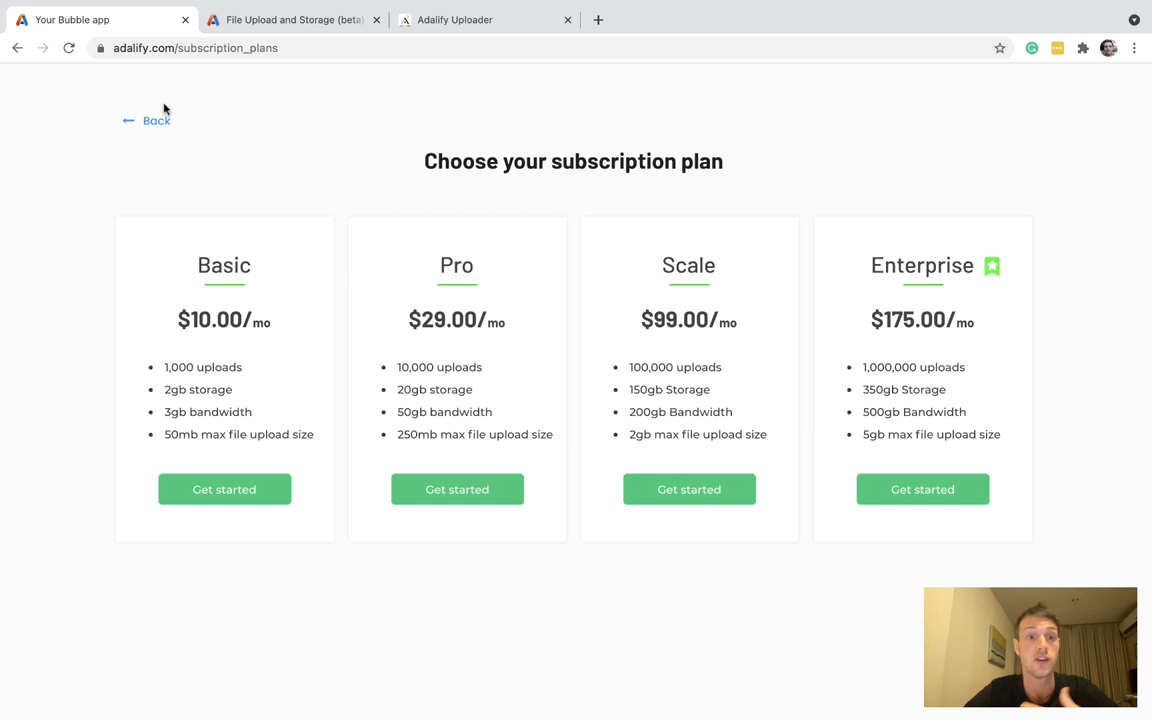 Your Bubble app
File Upload and Storage (beta)
Adalify Uploader
adalify.com/subscription_plans
Back
Choose your subscription plan
Basic
$10.00/mo
1,000 uploads
2gb storage
3gb bandwidth
50mb max file upload size
Get started
Pro
$29.00/mo
10,000 uploads
20gb storage
50gb bandwidth
250mb max file upload size
Get started
Scale
$99.00/mo
100,000 uploads
150gb Storage
200gb Bandwidth
2gb max file upload size
Get started
Enterprise
$175.00/mo
1,000,000 uploads
350gb Storage
500gb Bandwidth
5gb max file upload size
Get started